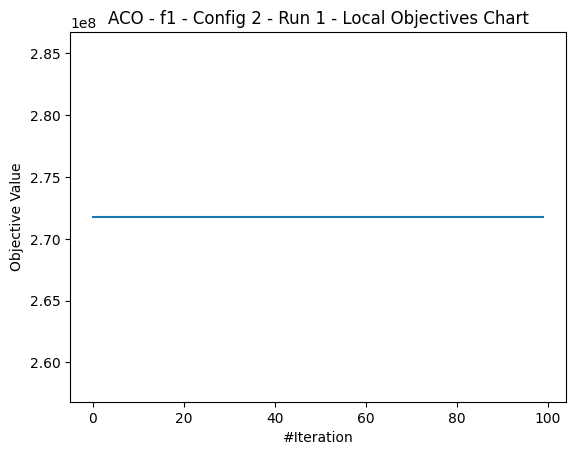 ACO - f1 - Config 2 - Run 1 - Local Objectives Chart
1e8
2.85
2.80
2.75
2.70
2.65
2.60
Objective Value
0 20 40 60 80 100
#Iteration